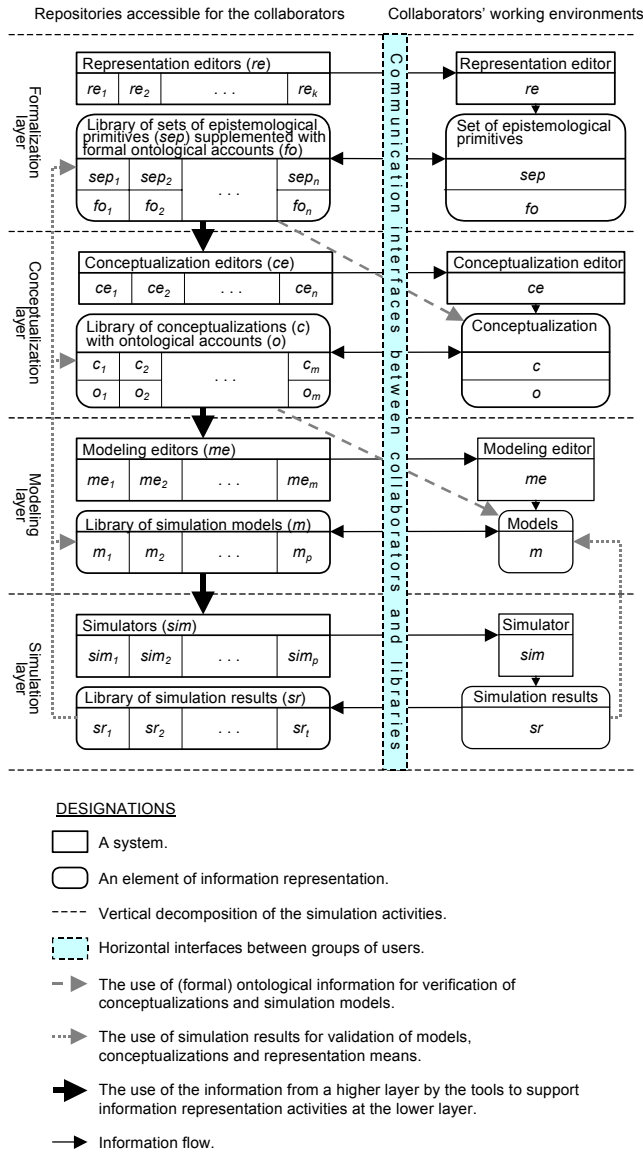 Repositories accessible for the collaborators
Collaborators' working environments
Formalization
layer
Representation editors (re)
re1 re2 . . . rek
Library of sets of epistemological
primitives (sep) supplemented with
formal ontological accounts (fo)
sep1 sep2 . . . sepn
fo1 fo2 fon
Communication interfaces between collaborators and libraries
Representation editor
re
Set of epistemological
primitives
sep
fo
Conceptualization
layer
Conceptualization editors (ce)
ce1 ce2 . . . cen
Library of conceptualizations (c)
with ontological accounts (o)
c1 c2 . . . cm
o1 o2 om
Conceptualization editor
ce
Conceptualization
c
o
Modeling
layer
Modeling editors (me)
me1 me2 . . . mem
Library of simulation models (m)
m1 m2 . . . mp
Modeling editor
me
Models
m
Simulation
layer
Simulators (sim)
sim1 sim2 . . . simp
Library of simulation results (sr)
sr1 sr2 . . . srt
Simulator
sim
Simulation results
sr
DESIGNATIONS
A system.
An element of information representation.
Vertical decomposition of the simulation activities.
Horizontal interfaces between groups of users.
The use of (formal) ontological information for verification of
conceptualizations and simulation models.
The use of simulation results for validation of models,
conceptualizations and representation means.
The use of the information from a higher layer by the tools to support
information representation activities at the lower layer.
Information flow.